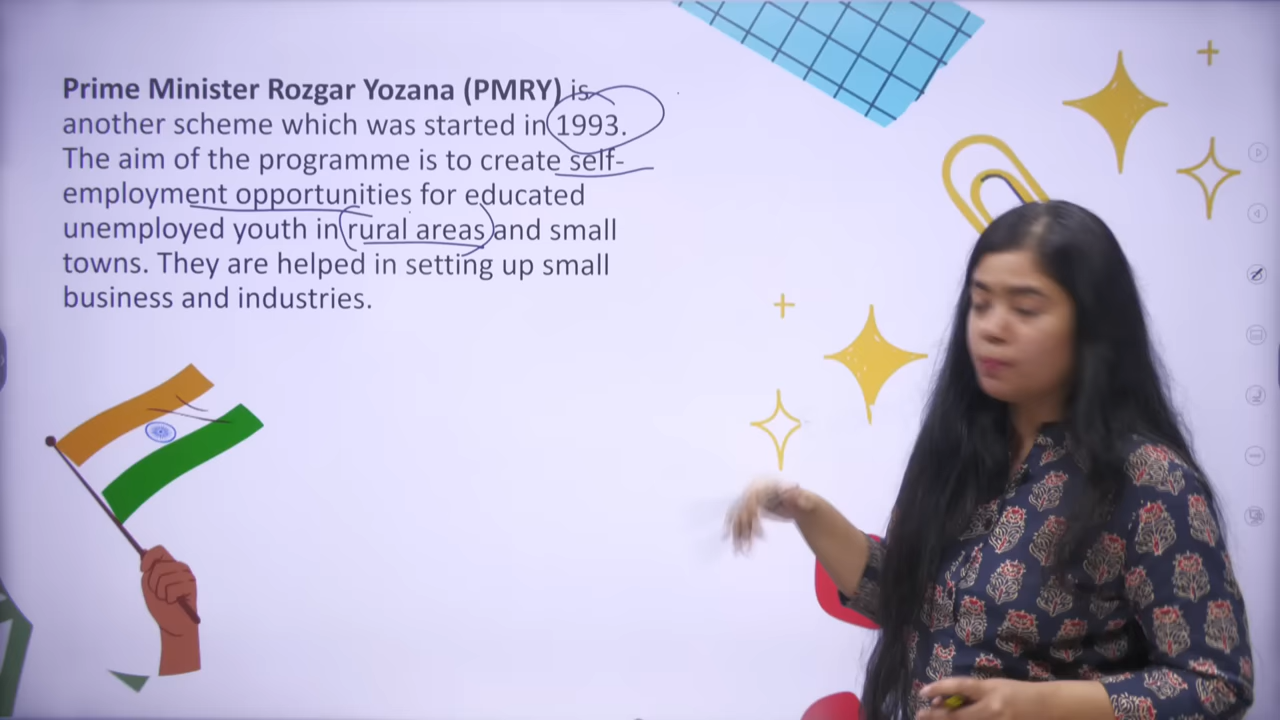 Prime Minister Rozgar Yozana (PMRY) is
another scheme which was started in 1993.
The aim of the programme is to create self-
employment opportunities for educated
unemployed youth in rural areas and small
towns. They are helped in setting up small
business and industries.